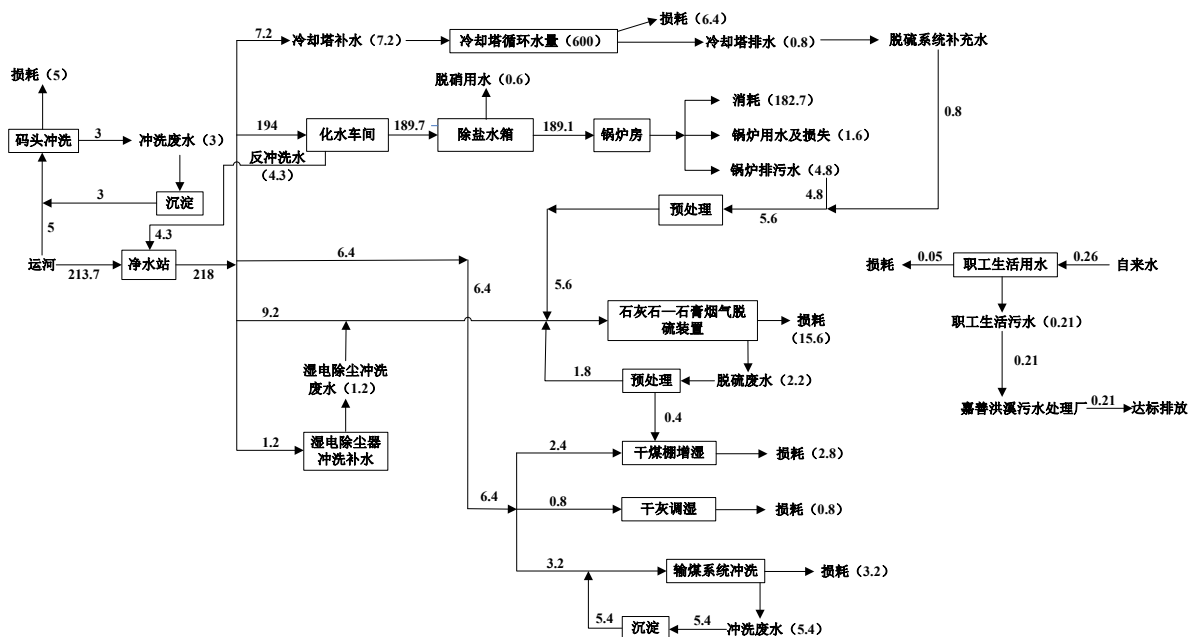 损耗（6.4）
7.2
冷却塔补水（7.2）
冷却塔循环水量（600）
冷却塔排水（0.8）
脱硫系统补充水
损耗（5）
脱硝用水（0.6）
消耗（182.7）
0.8
码头冲洗
3
冲洗废水（3）
194
化水车间
189.7
除盐水箱
189.1
锅炉房
锅炉用水及损失（1.6）
反冲洗水
（4.3）
锅炉排污水（4.8）
4.8
3
沉淀
预处理
5.6
5
4.3
运河
213.7
净水站
218
6.4
6.4
损耗
0.05
职工生活用水
0.26
自来水
5.6
9.2
石灰石—石膏烟气脱
硫装置
损耗
（15.6）
职工生活污水（0.21）
0.21
湿电除尘冲洗
废水（1.2）
1.8
预处理
脱硫废水（2.2）
0.4
嘉善洪溪污水处理厂
0.21
达标排放
1.2
湿电除尘器
冲洗补水
2.4
干煤棚增湿
损耗（2.8）
6.4
0.8
干灰调湿
损耗（0.8）
3.2
输煤系统冲洗
损耗（3.2）
5.4
沉淀
5.4
冲洗废水（5.4）